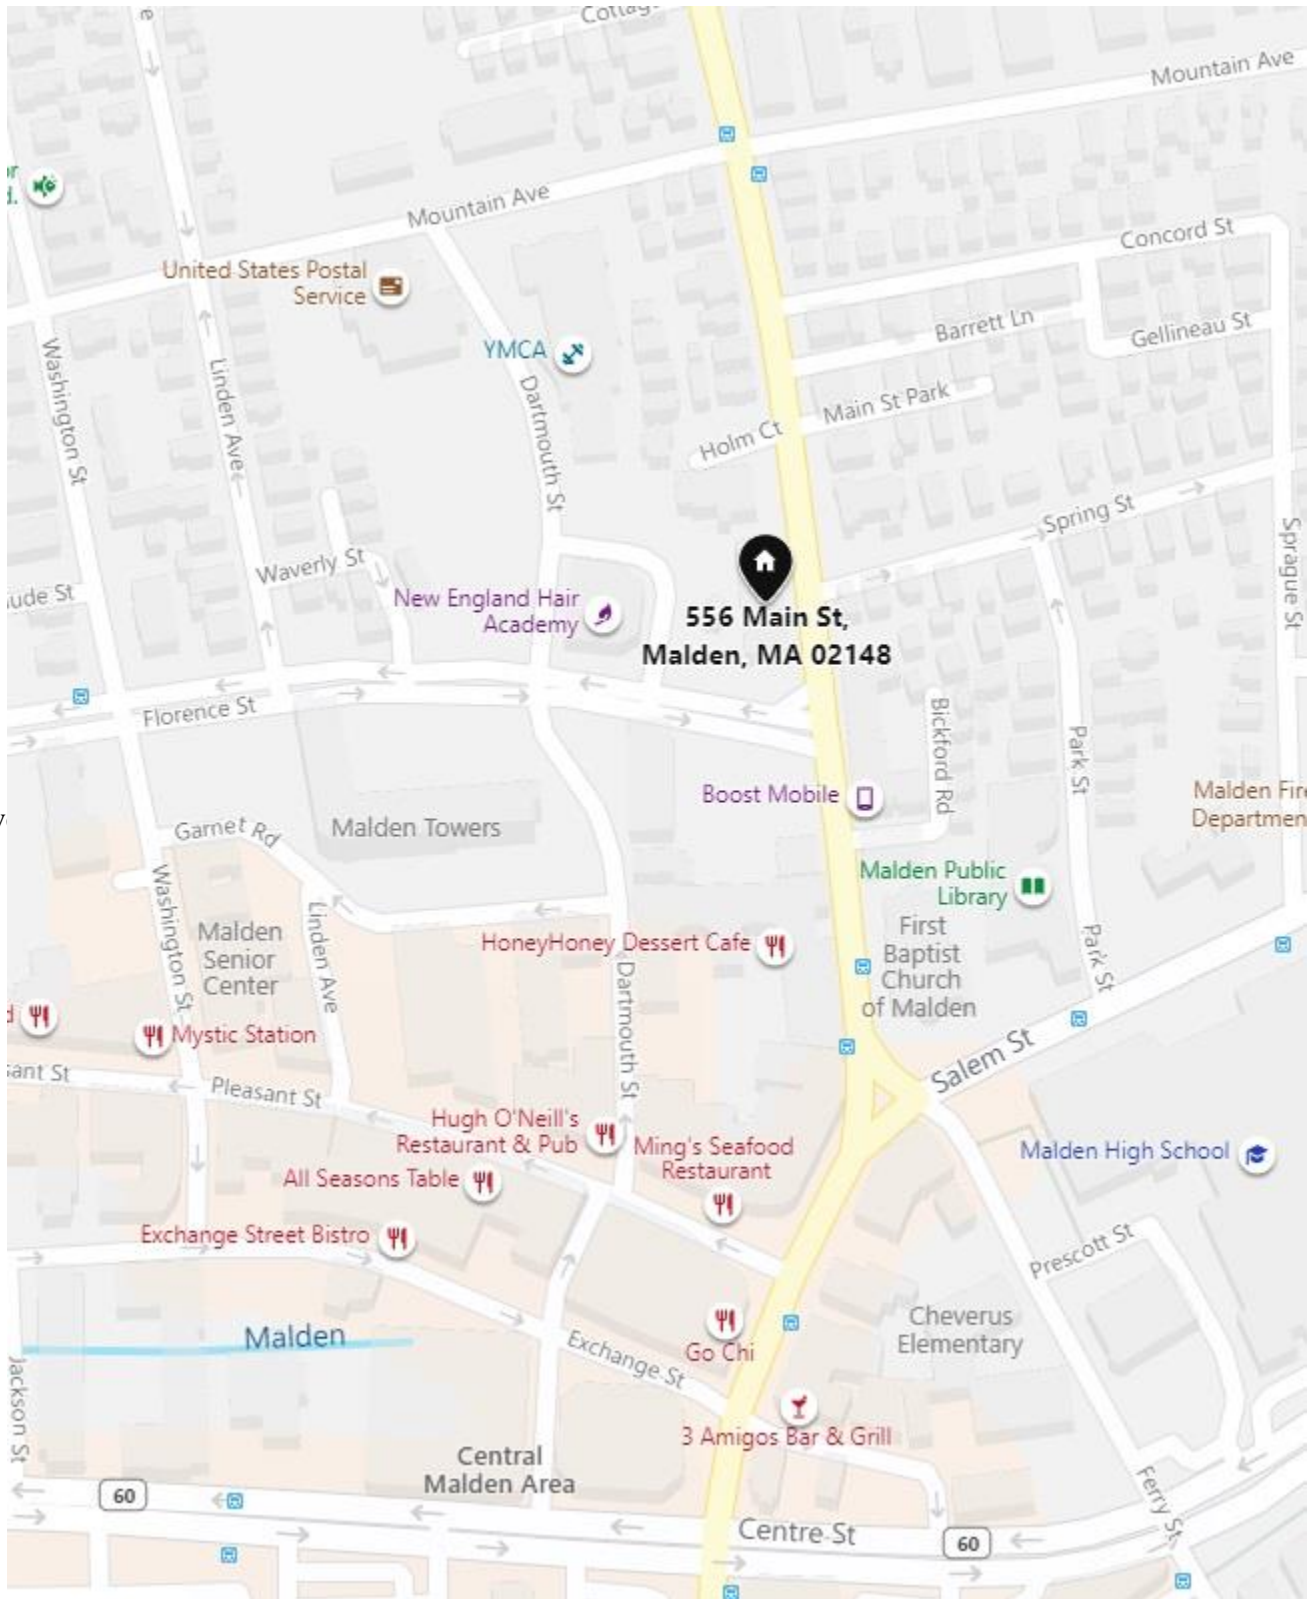 Mountain Ave
Mountain Ave
Concord St
United States Postal
Service
Barrett Ln
Gellineau St
YMCA
Washington St
Linden Ave
Dartmouth St
Main St Park
Holm Ct
Spring St
Sprague St
Waverly St
New England Hair
Academy
556 Main St,
Malden, MA 02148
Florence St
Bickford Rd
Park St
Boost Mobile
Malden Fire
Departmen
Garnet Rd
Malden Towers
Malden Public
Library
Washington St
Malden
Senior
Center
Linden Ave
HoneyHoney Dessert Cafe
First
Baptist
Church
of Malden
Park St
Dartmouth St
Mystic Station
Salem St
Pleasant St
Hugh O'Neill's
Restaurant & Pub
Ming's Seafood
Restaurant
Malden High School
All Seasons Table
Exchange Street Bistro
Prescott St
Malden
Cheverus
Elementary
Exchange St
Go Chi
Jackson St
3 Amigos Bar & Grill
Central
Malden Area
60
Centre St
60
Ferry St